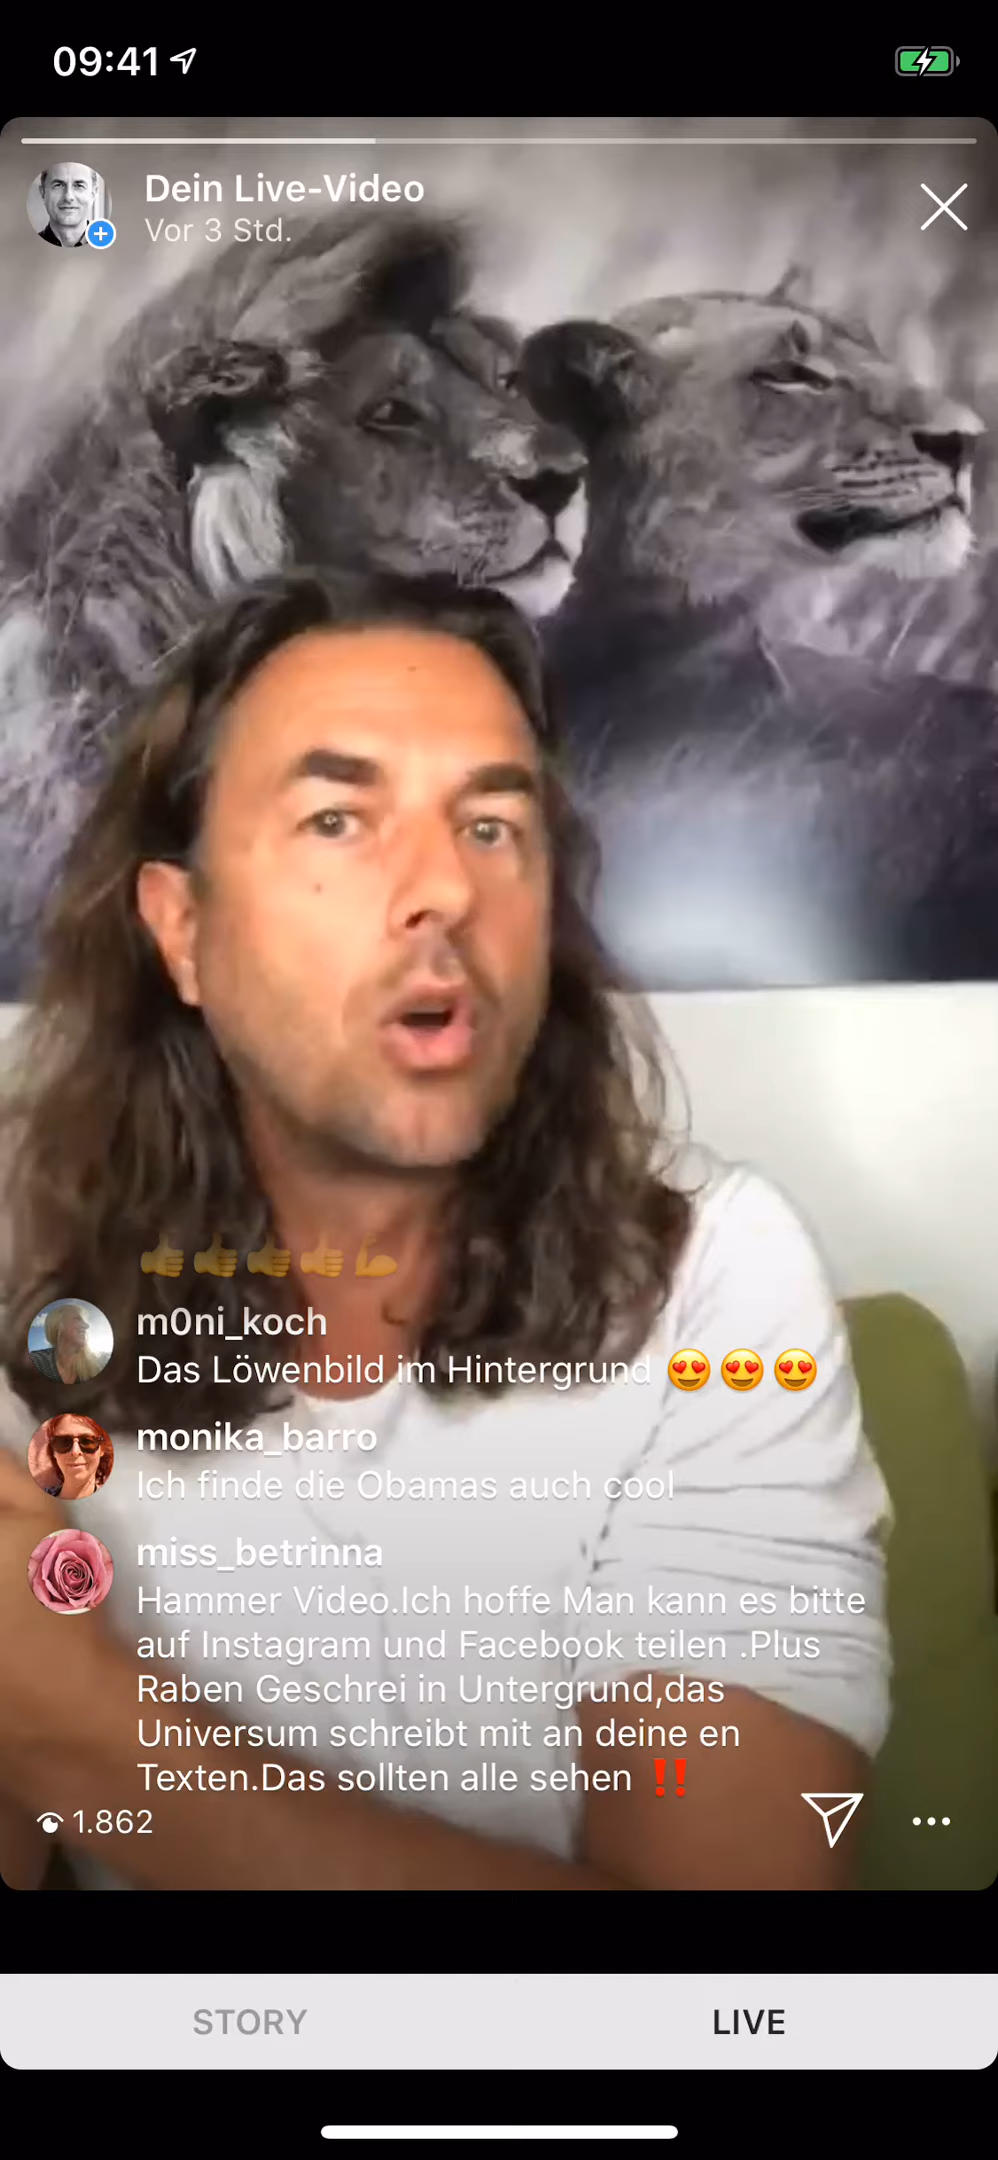 09:41
Dein Live-Video
Vor 3 Std.
👍👍👍👍💪
m0ni_koch
Das Löwenbild im Hintergrund 😍😍😍
monika_barro
Ich finde die Obamas auch cool
miss_betrinna
Hammer Video.Ich hoffe Man kann es bitte
auf Instagram und Facebook teilen .Plus
Raben Geschrei in Untergrund,das
Universum schreibt mit an deine en
Texten.Das sollten alle sehen ‼️
1.862
STORY
LIVE